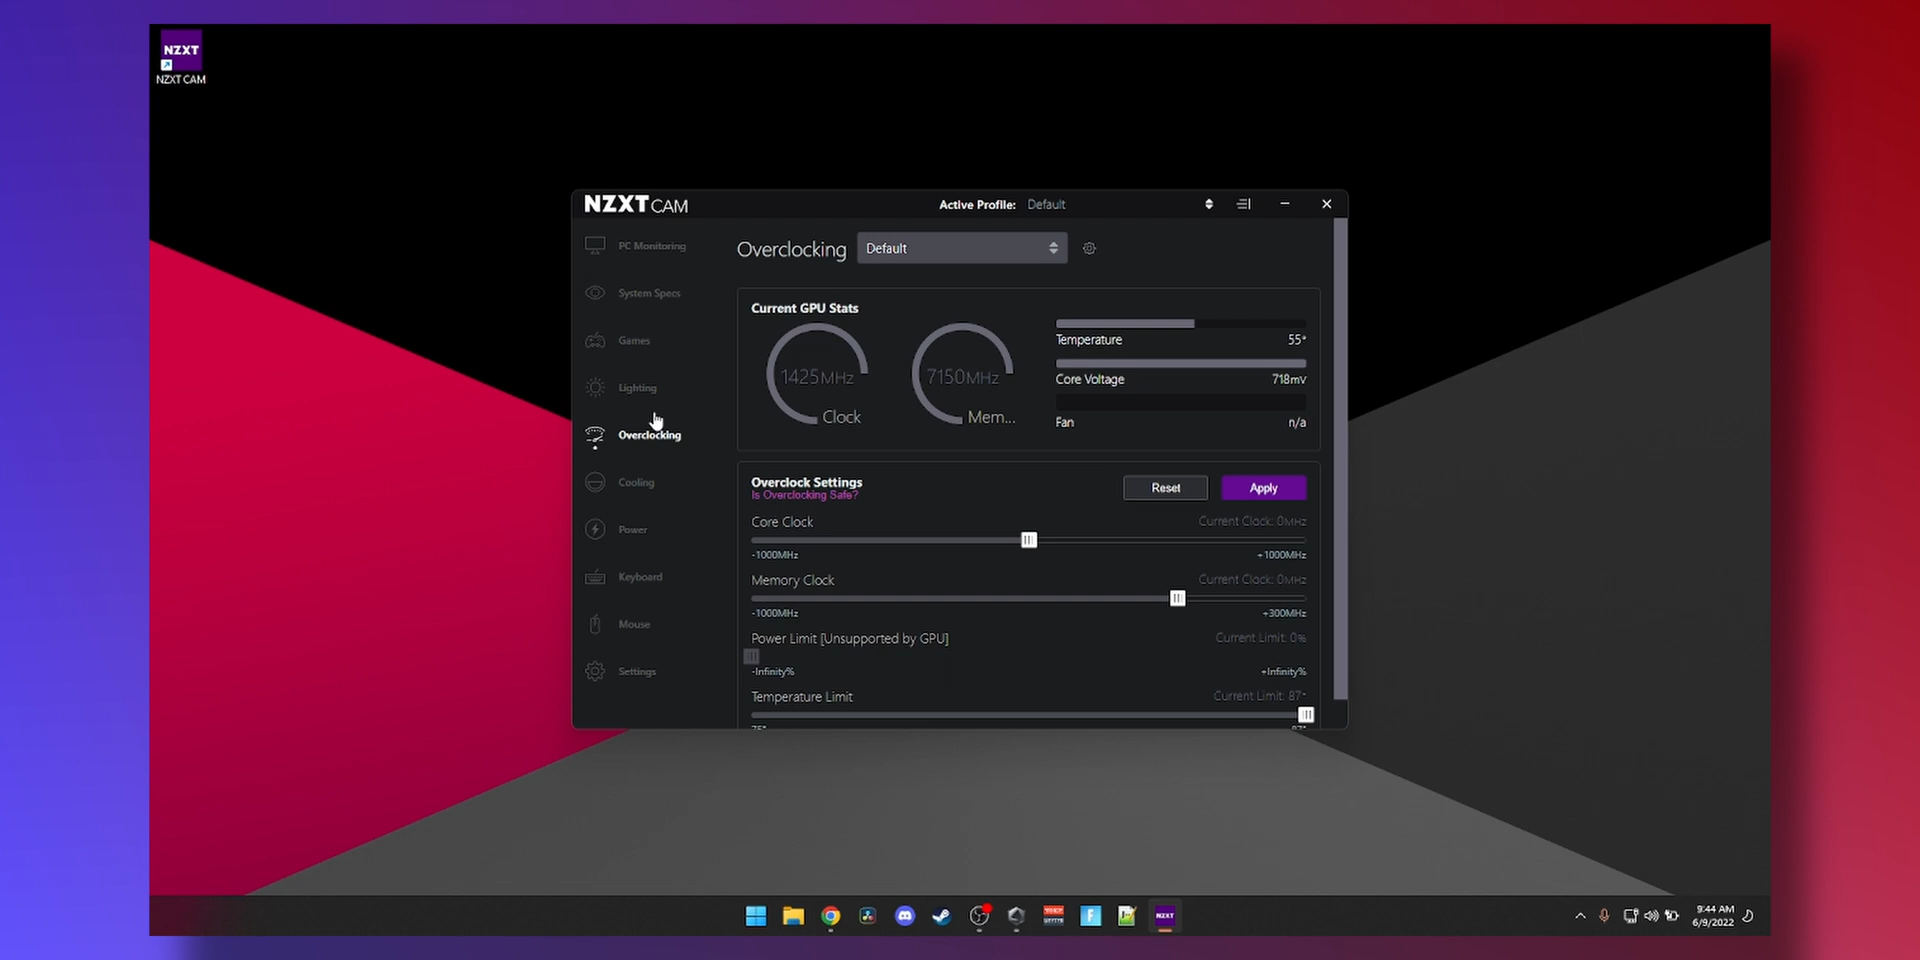 NZXT
NZXT CAM
NZXT CAM
Active Profile: Default
PC Monitoring
System Specs
Games
Lighting
Overclocking
Cooling
Power
Keyboard
Mouse
Settings
Overclocking
Default
Current GPU Stats
1425MHz
Clock
7150MHz
Mem...
Temperature 55°
Core Voltage 718mV
Fan n/a
Overclock Settings
Is Overclocking Safe?
Reset
Apply
Core Clock Current Clock: 0MHz
-1000MHz +1000MHz
Memory Clock Current Clock: 0MHz
-1000MHz +300MHz
Power Limit [Unsupported by GPU] Current Limit: 0%
-Infinity% +Infinity%
Temperature Limit Current Limit: 87°
NZXT
9:44 AM
6/9/2022